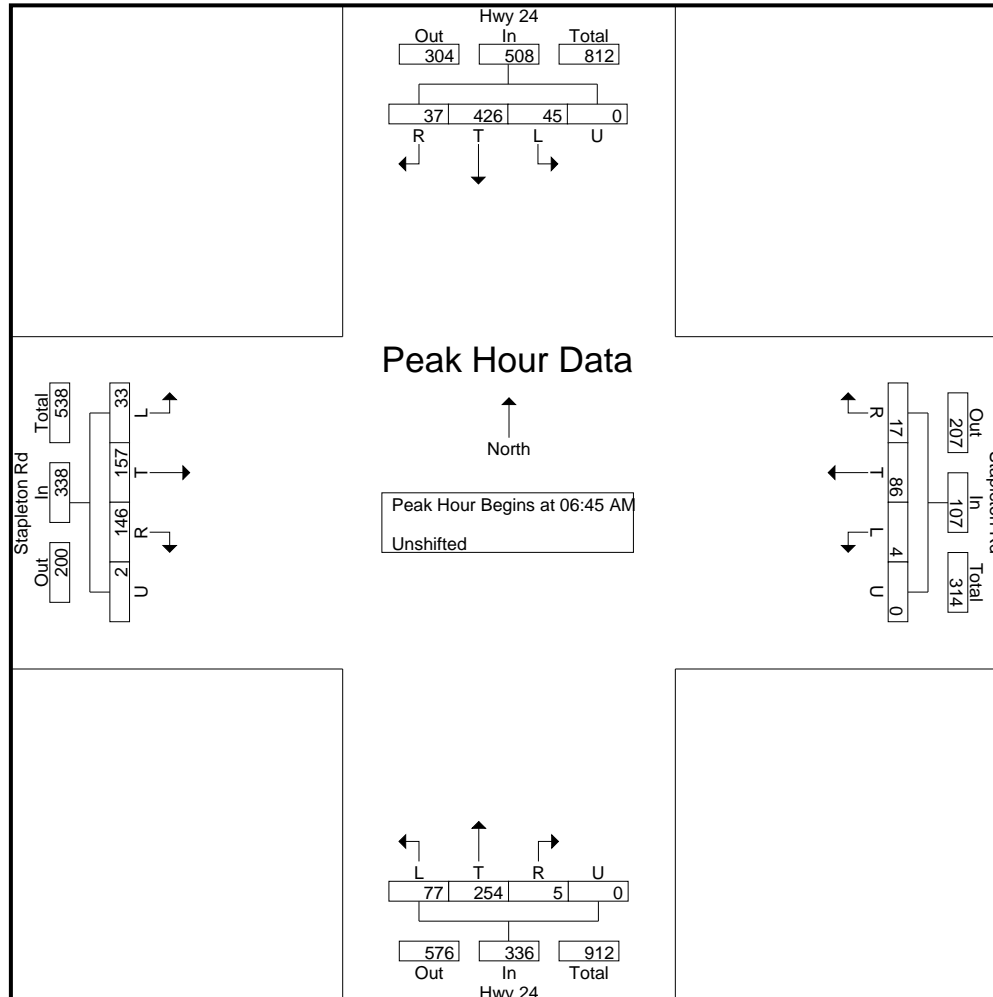 Hwy 24
Out In Total
304 508 812
37 426 45 0
R T L U
Peak Hour Data
North
Peak Hour Begins at 06:45 AM
Unshifted
Stapleton Rd
Total In Out
538 338 200
33 157 146 2
L T R U
R T L U
17 86 4 0
Out In Total
207 107 314
Stapleton Rd
L T R U
77 254 5 0
576 336 912
Out In Total
Hwy 24